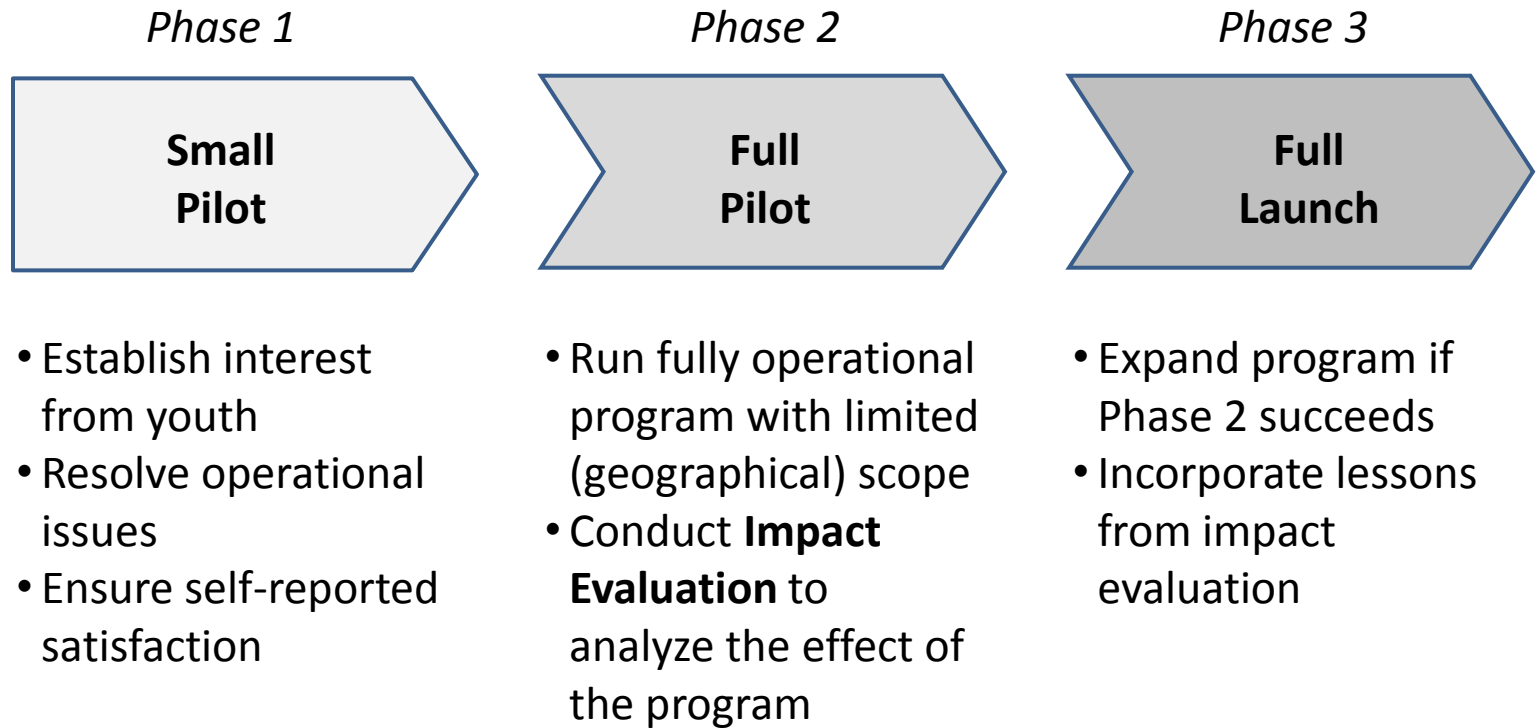 Phase 1
Phase 2
Phase 3
Small
Pilot
Full
Pilot
Full
Launch
• Establish interest
from youth
• Resolve operational
issues
• Ensure self-reported
satisfaction
• Run fully operational
program with limited
(geographical) scope
• Conduct Impact
Evaluation to
analyze the effect of
the program
• Expand program if
Phase 2 succeeds
• Incorporate lessons
from impact
evaluation